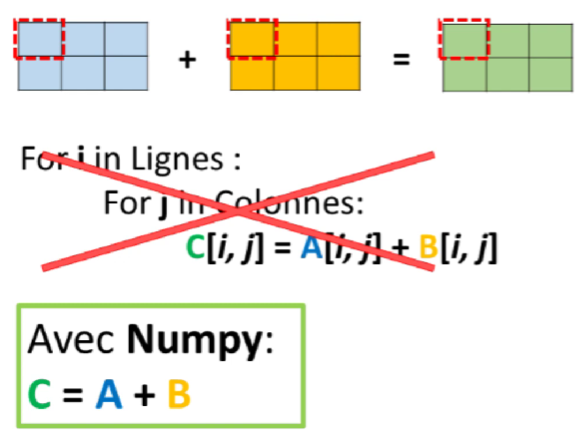 + =
For i in Lignes :
For j in Colonnes:
C[i, j] = A[i, j] + B[i, j]
Avec Numpy:
C = A + B